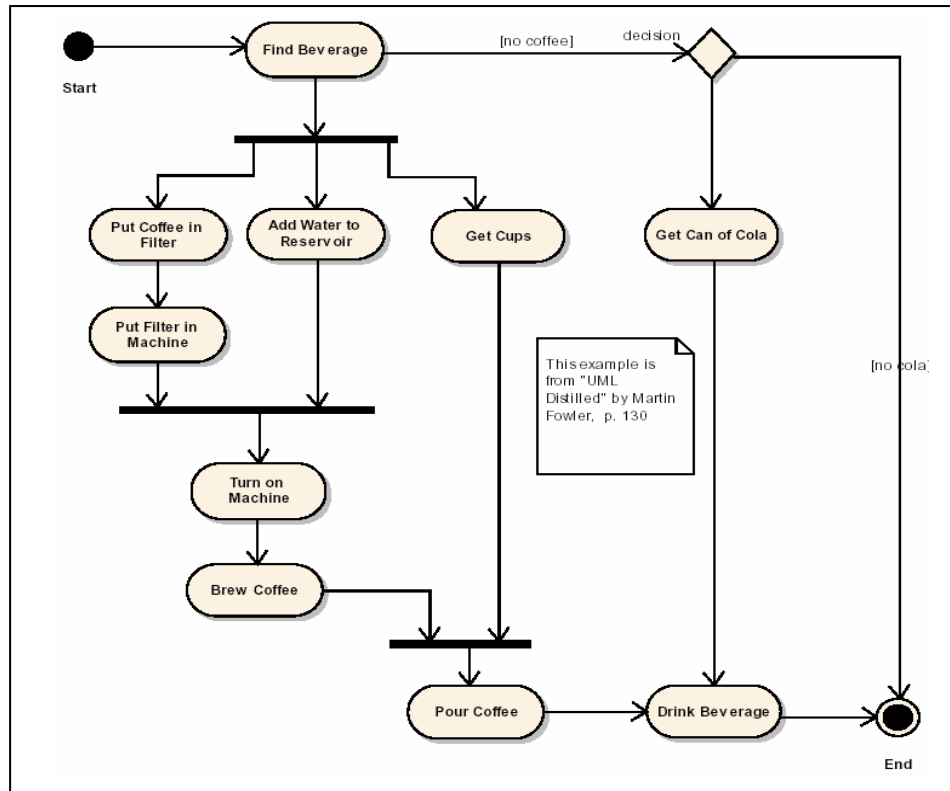 [no coffee]
decision
Find Beverage
Start
Put Coffee in
Filter
Add Water to
Reservoir
Get Cups
Get Can of Cola
Put Filter in
Machine
This example is
from "UML
Distilled" by Martin
Fowler, p. 130
[no cola]
Turn on
Machine
Brew Coffee
Pour Coffee
Drink Beverage
End